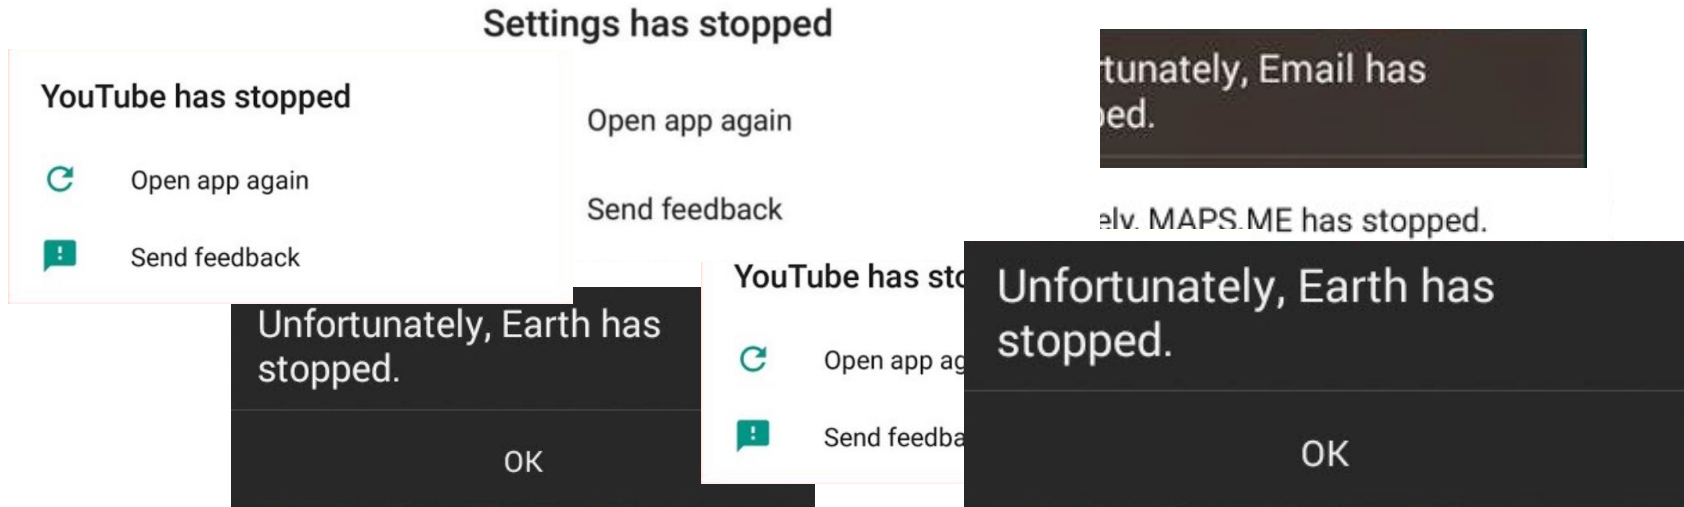 Settings has stopped
Open app again
Send feedback
YouTube has stopped
Open app again
Send feedback
Email has
MAPS.ME has stopped.
Unfortunately, Earth has
stopped.
OK
YouTube has
Open app
Send
Unfortunately, Earth has
stopped.
OK